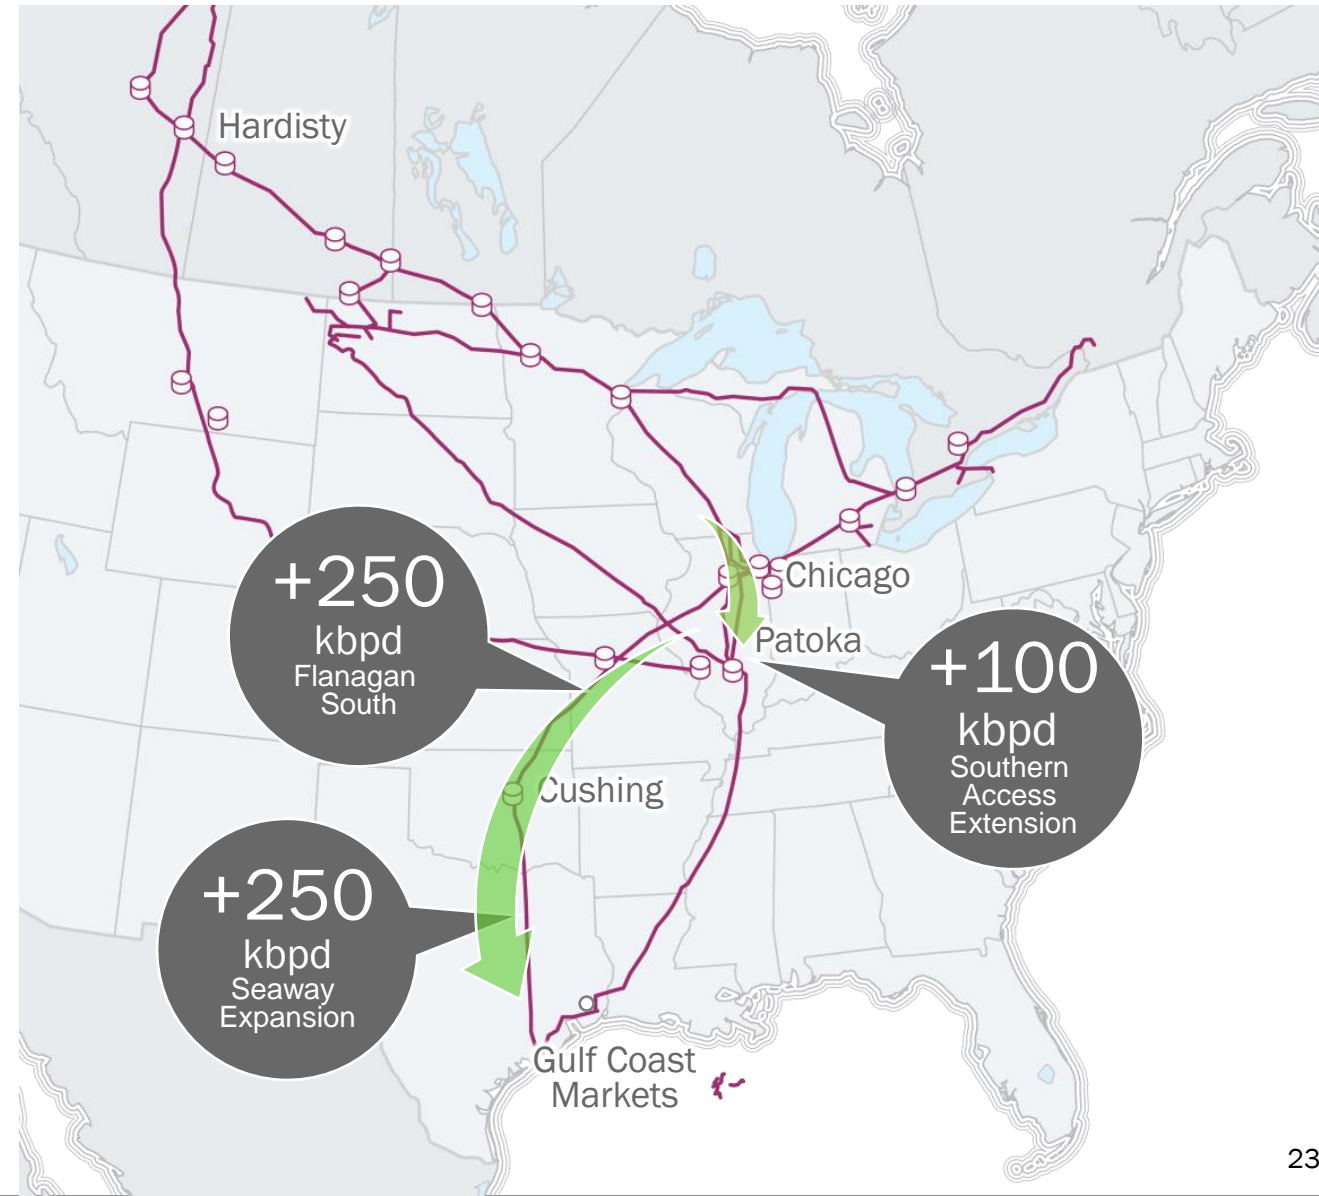 Hardisty
Chicago
+250
kbpd
Flanagan
South
Patoka
+100
kbpd
Southern
Access
Extension
Cushing
+250
kbpd
Seaway
Expansion
Gulf Coast
Markets
23